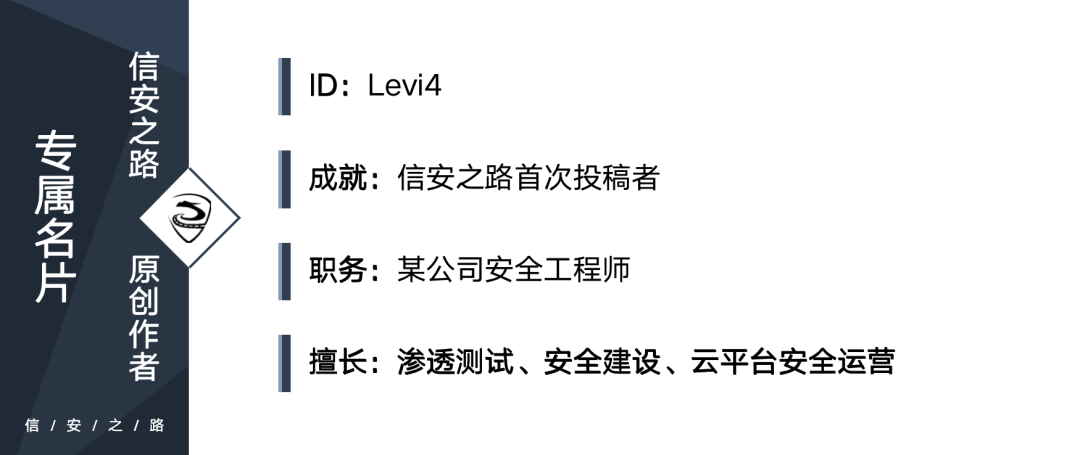 专属名片
信安之路 原创作者
信/安/之/路
ID：Levi4
成就：信安之路首次投稿者
职务：某公司安全工程师
擅长：渗透测试、安全建设、云平台安全运营